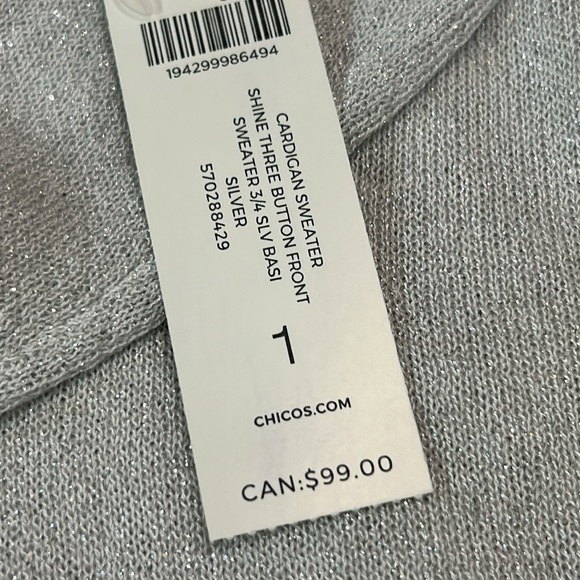 194299986494
CARDIGAN SWEATER
SHINE THREE BUTTON FRONT
SWEATER 3/4 SLV BASI
SILVER
570288429
1
CHICOS.COM
CAN:$99.00